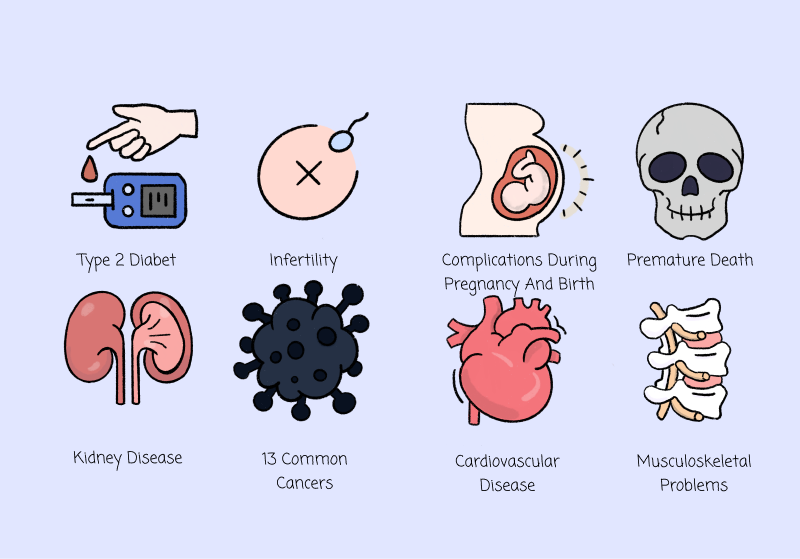 Type 2 Diabet
Infertility
Complications During
Pregnancy And Birth
Premature Death
Kidney Disease
13 Common
Cancers
Cardiovascular
Disease
Musculoskeletal
Problems